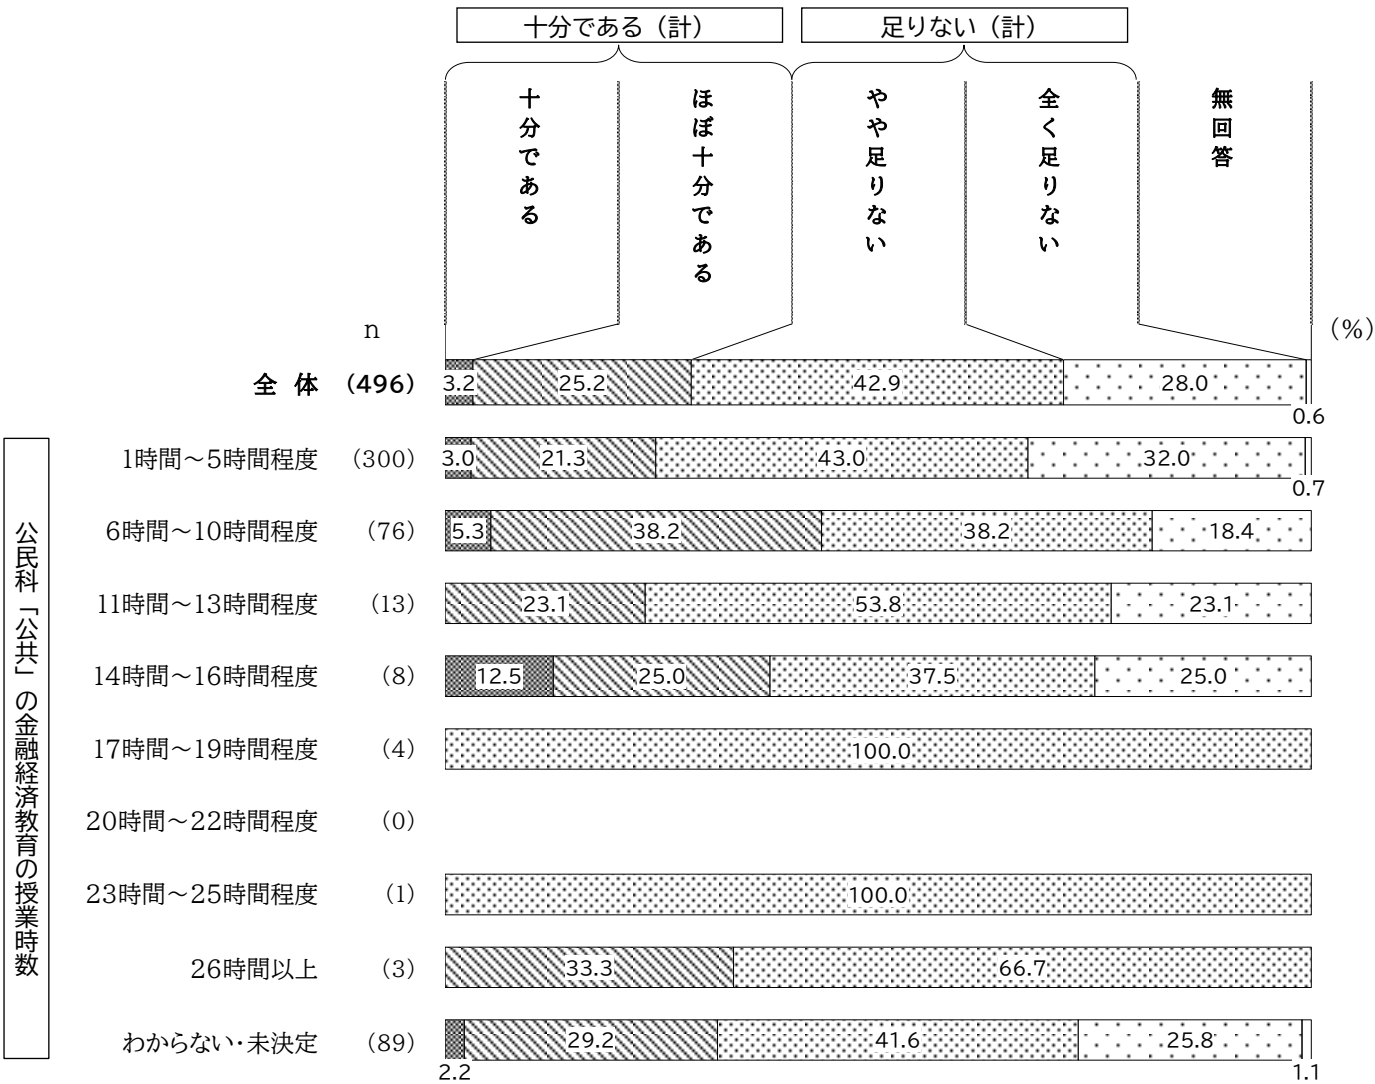 十分である（計） 足りない（計）
十分である
ほぼ十分である
やや足りない
全く足りない
無回答
n (%)
全 体 (496) 3.2 25.2 42.9 28.0 0.6
公民科「公共」の金融経済教育の授業時数
1時間～5時間程度 (300) 3.0 21.3 43.0 32.0 0.7
6時間～10時間程度 (76) 5.3 38.2 38.2 18.4
11時間～13時間程度 (13) 23.1 53.8 23.1
14時間～16時間程度 (8) 12.5 25.0 37.5 25.0
17時間～19時間程度 (4) 100.0
20時間～22時間程度 (0)
23時間～25時間程度 (1) 100.0
26時間以上 (3) 33.3 66.7
わからない・未決定 (89) 2.2 29.2 41.6 25.8 1.1